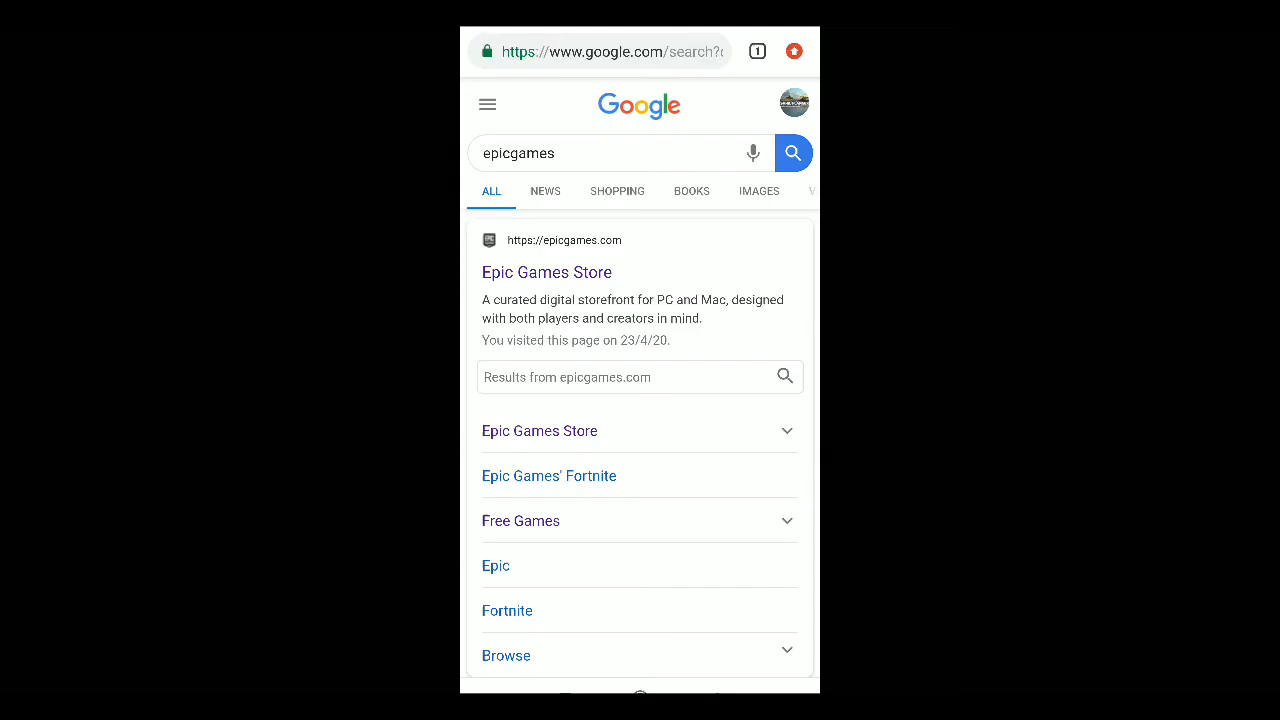 https://www.google.com/search?
1
Google
epicgames
ALL NEWS SHOPPING BOOKS IMAGES V
EPIC
https://epicgames.com
Epic Games Store
A curated digital storefront for PC and Mac, designed
with both players and creators in mind.
You visited this page on 23/4/20.
Results from epicgames.com
Epic Games Store
Epic Games' Fortnite
Free Games
Epic
Fortnite
Browse